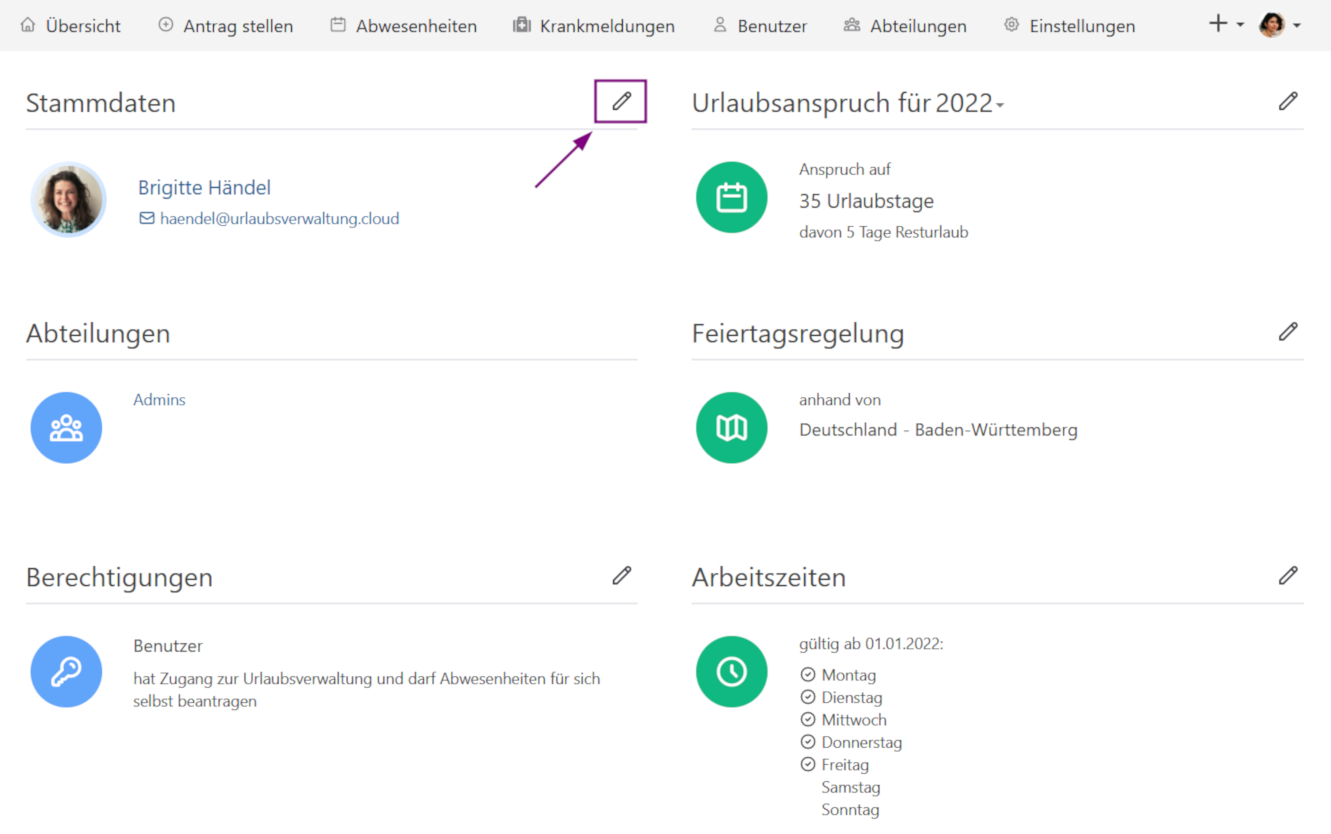 Übersicht Antrag stellen Abwesenheiten Krankmeldungen Benutzer Abteilungen Einstellungen
Stammdaten
Brigitte Händel
haendel@urlaubsverwaltung.cloud
Urlaubsanspruch für 2022
Anspruch auf
35 Urlaubstage
davon 5 Tage Resturlaub
Abteilungen
Admins
Feiertagsregelung
anhand von
Deutschland - Baden-Württemberg
Berechtigungen
Benutzer
hat Zugang zur Urlaubsverwaltung und darf Abwesenheiten für sich
selbst beantragen
Arbeitszeiten
gültig ab 01.01.2022:
Montag
Dienstag
Mittwoch
Donnerstag
Freitag
Samstag
Sonntag